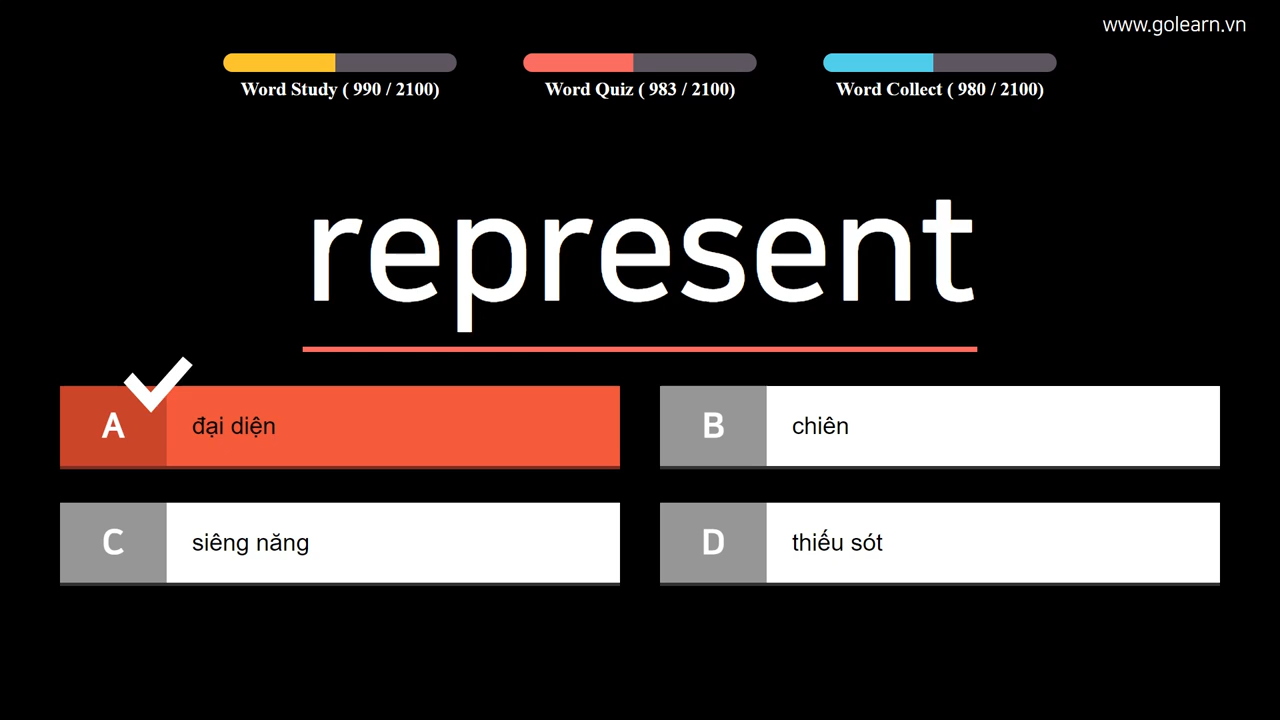 www.golearn.vn
Word Study ( 990 / 2100)
Word Quiz ( 983 / 2100)
Word Collect ( 980 / 2100)
represent
A đại diện
B chiên
C siêng năng
D thiếu sót